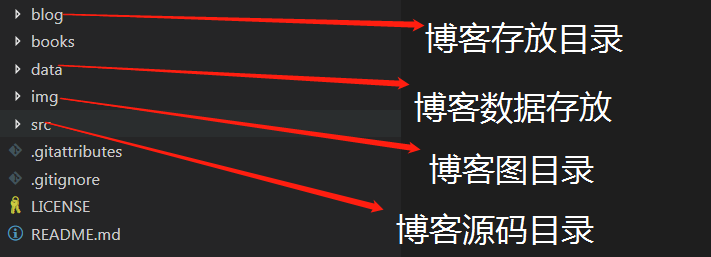 blog
博客存放目录
books
data
博客数据存放
img
博客图目录
src
博客源码目录
.gitattributes
.gitignore
LICENSE
README.md